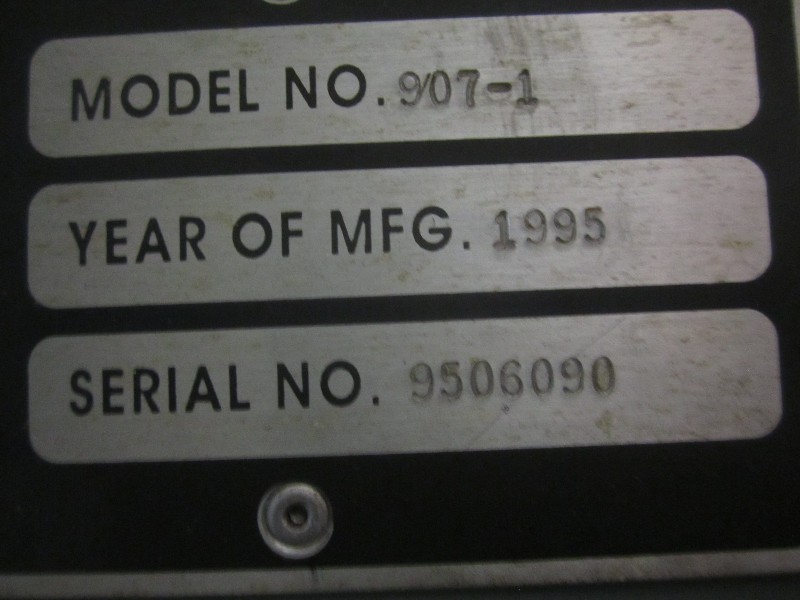 MODEL NO. 907-1
YEAR OF MFG. 1995
SERIAL NO. 9506090